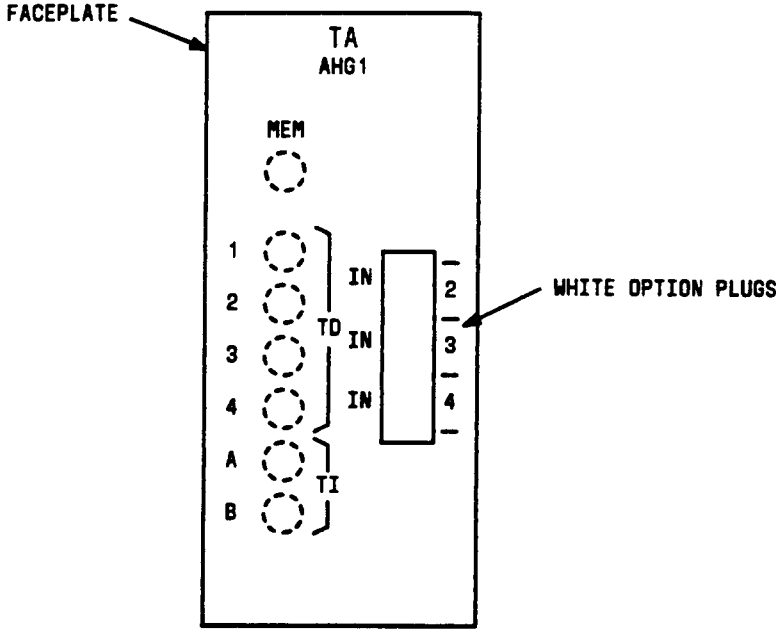 FACEPLATE
TA
AHG1
MEM
1
2
3
4
A
B
TD
TI
IN
IN
IN
2
3
4
WHITE OPTION PLUGS